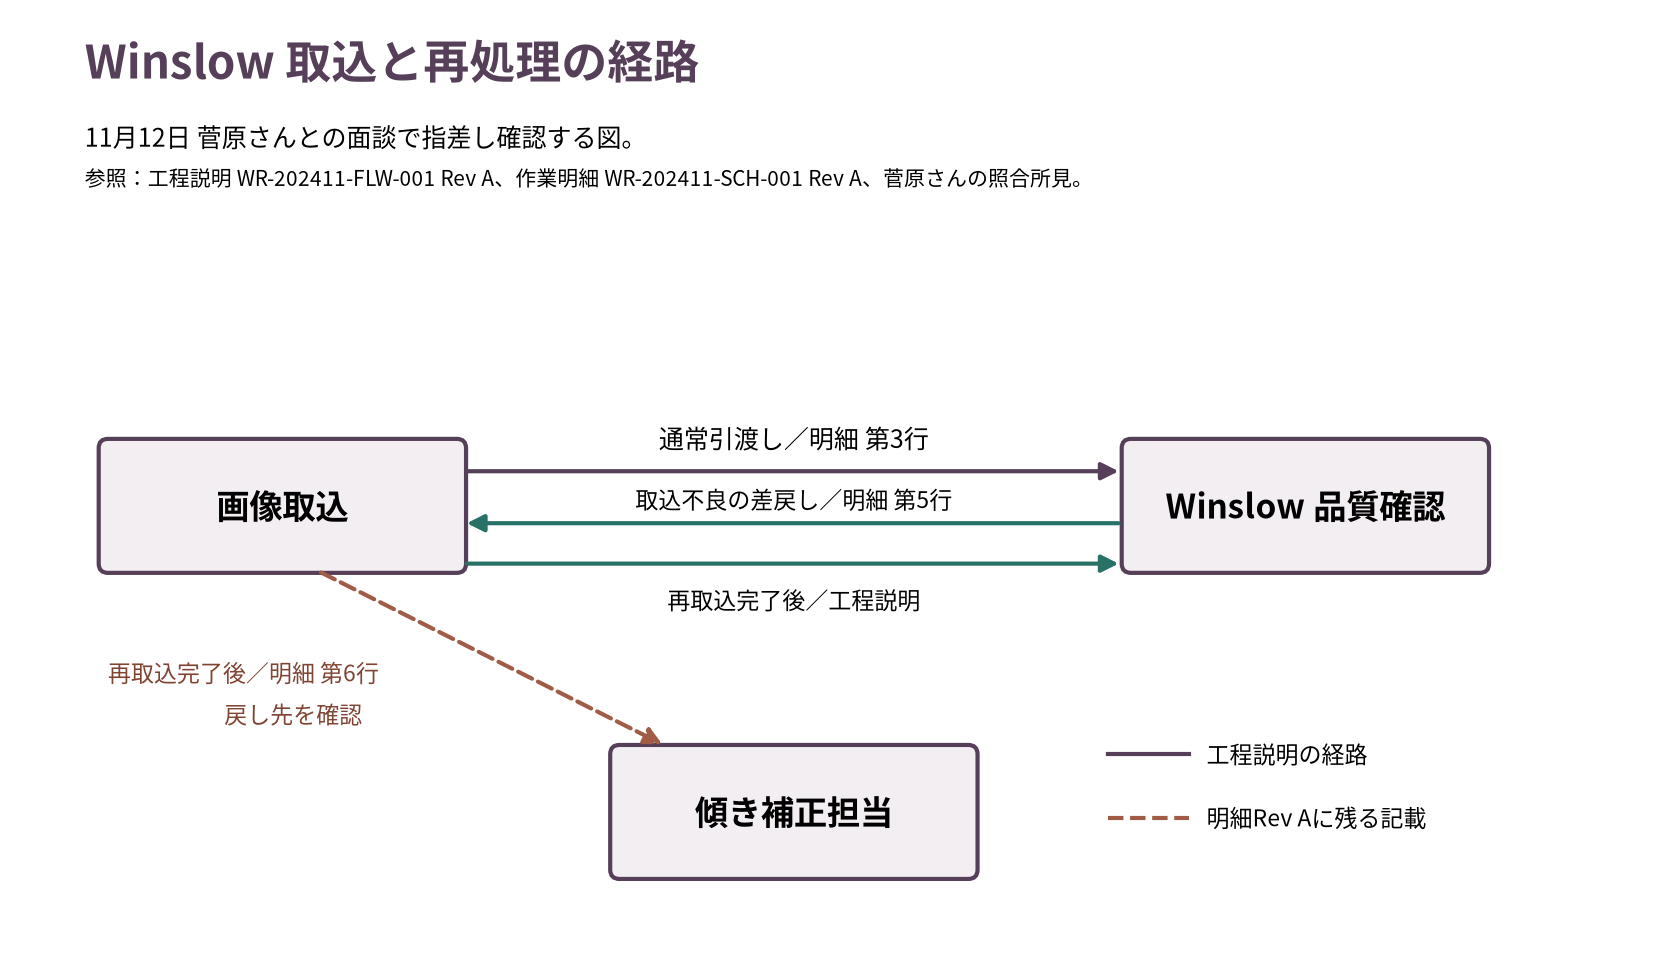 Winslow 取込と再処理の経路
11月12日 菅原さんとの面談で指差し確認する図。
参照：工程説明 WR-202411-FLW-001 Rev A、作業明細 WR-202411-SCH-001 Rev A、菅原さんの照合所見。
通常引渡し／明細 第3行
画像取込
取込不良の差戻し／明細 第5行
Winslow 品質確認
再取込完了後／工程説明
再取込完了後／明細 第6行
戻し先を確認
傾き補正担当
工程説明の経路
明細Rev Aに残る記載